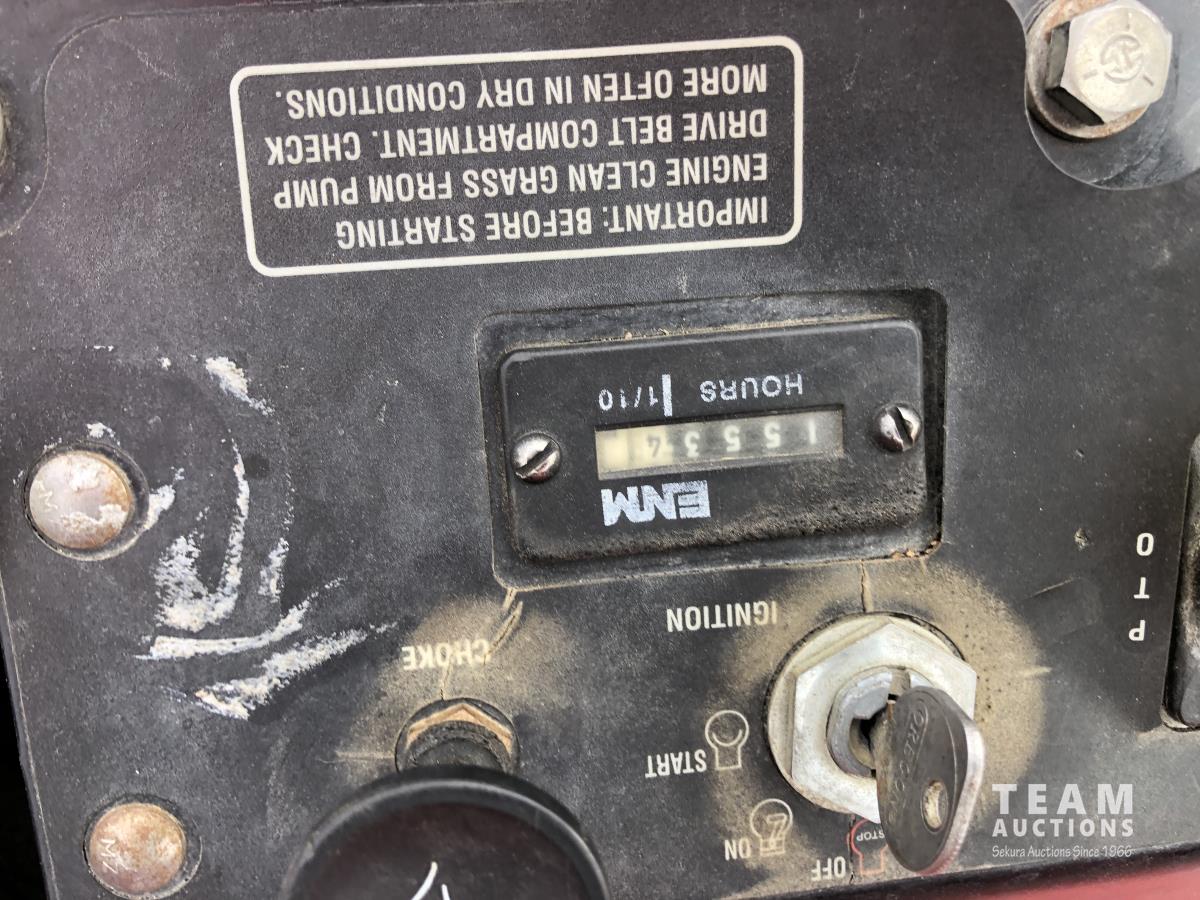 IMPORTANT: BEFORE STARTING
ENGINE CLEAN GRASS FROM PUMP
DRIVE BELT COMPARTMENT. CHECK
MORE OFTEN IN DRY CONDITIONS.
ENM
15534
HOURS 1/10
P T O
IGNITION
CHOKE
START
ON
OFF
STOP
TEAM
AUCTIONS
Sekura Auctions Since 1966